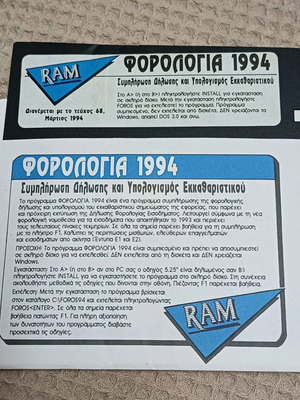 RAM
Διανέμεται με το τεύχος 68,
Μάρτιος 1994
ΦΟΡΟΛΟΓΙΑ 1994
Συμπλήρωση Δήλωσης και Υπολογισμός Εκκαθαριστικού
Στο A> (ή στο B>) πληκτρολογήστε INSTALL για εγκατάσταση
σε σκληρό δίσκο. Μετά την εγκατάσταση πληκτρολογήστε
FOROS για να εκτελεστεί το πρόγραμμα. Πρόγραμμα
συμπιεσμένο, δεν εκτελείται από δισκέτα. ΔΕΝ εκτελείται από
Windows, απαιτεί DOS 3.0 και άνω.
ΦΟΡΟΛΟΓΙΑ 1994
Συμπλήρωση Δήλωσης και Υπολογισμός Εκκαθαριστικού
Το πρόγραμμα ΦΟΡΟΛΟΓΙΑ 1994 είναι ένα πρόγραμμα συμπλήρωσης της φορολογικής
δήλωσης και υπολογισμού του εκκαθαριστικού σημειώματος της εφορίας, που παρέχει
και πρόχειρη εκτύπωση της Δήλωσης Φορολογίας Εισοδήματος. Λειτουργεί σύμφωνα με τη νέα
φορολογική νομοθεσία για τα εισοδήματα που αποκτήθηκαν το 1993 και περιέχει
τους τελευταίους πίνακες τεκμηρίων. Σε όλα τα σημεία παρέχει βοήθεια για τη συμπλήρωση
με το πλήκτρο F1. Καλύπτει τις περιπτώσεις μισθωτών, ελευθέρων επαγγελμάτων
και εισοδημάτων από ακίνητα (Έντυπα Ε1 και Ε2).
ΠΡΟΣΟΧΗ! Το πρόγραμμα ΦΟΡΟΛΟΓΙΑ 1994 είναι συμπιεσμένο και πρέπει να αποσυμπιεστεί
σε σκληρό δίσκο για να εκτελεσθεί. ΔΕΝ εκτελείται από τη δισκέτα και ΔΕΝ χρειάζεται
Windows.
Εγκατάσταση: Στο A> (ή στο B> αν στο PC σας ο οδηγός 5.25" είναι δηλωμένος σαν B:)
πληκτρολογήστε INSTALL για να εγκαταστήσετε το πρόγραμμα στο σκληρό δίσκο. Στη συνέχεια
ακολουθήστε μεθοδικά τις οδηγίες που δίνονται στην οθόνη. Πιέζοντας F1 παρέχεται βοήθεια.
Εκτέλεση: Μετά την εγκατάσταση το πρόγραμμα βρίσκεται
στον κατάλογο C:\FOROS94 και εκτελείται πληκτρολογώντας
FOROS<ENTER>. Σε όλα τα σημεία παρέχεται
βοήθεια πατώντας F1. Για πλήρη αξιοποίηση
των δυνατοτήτων του προγράμματος διαβάστε
προσεκτικά τις οδηγίες.
RAM